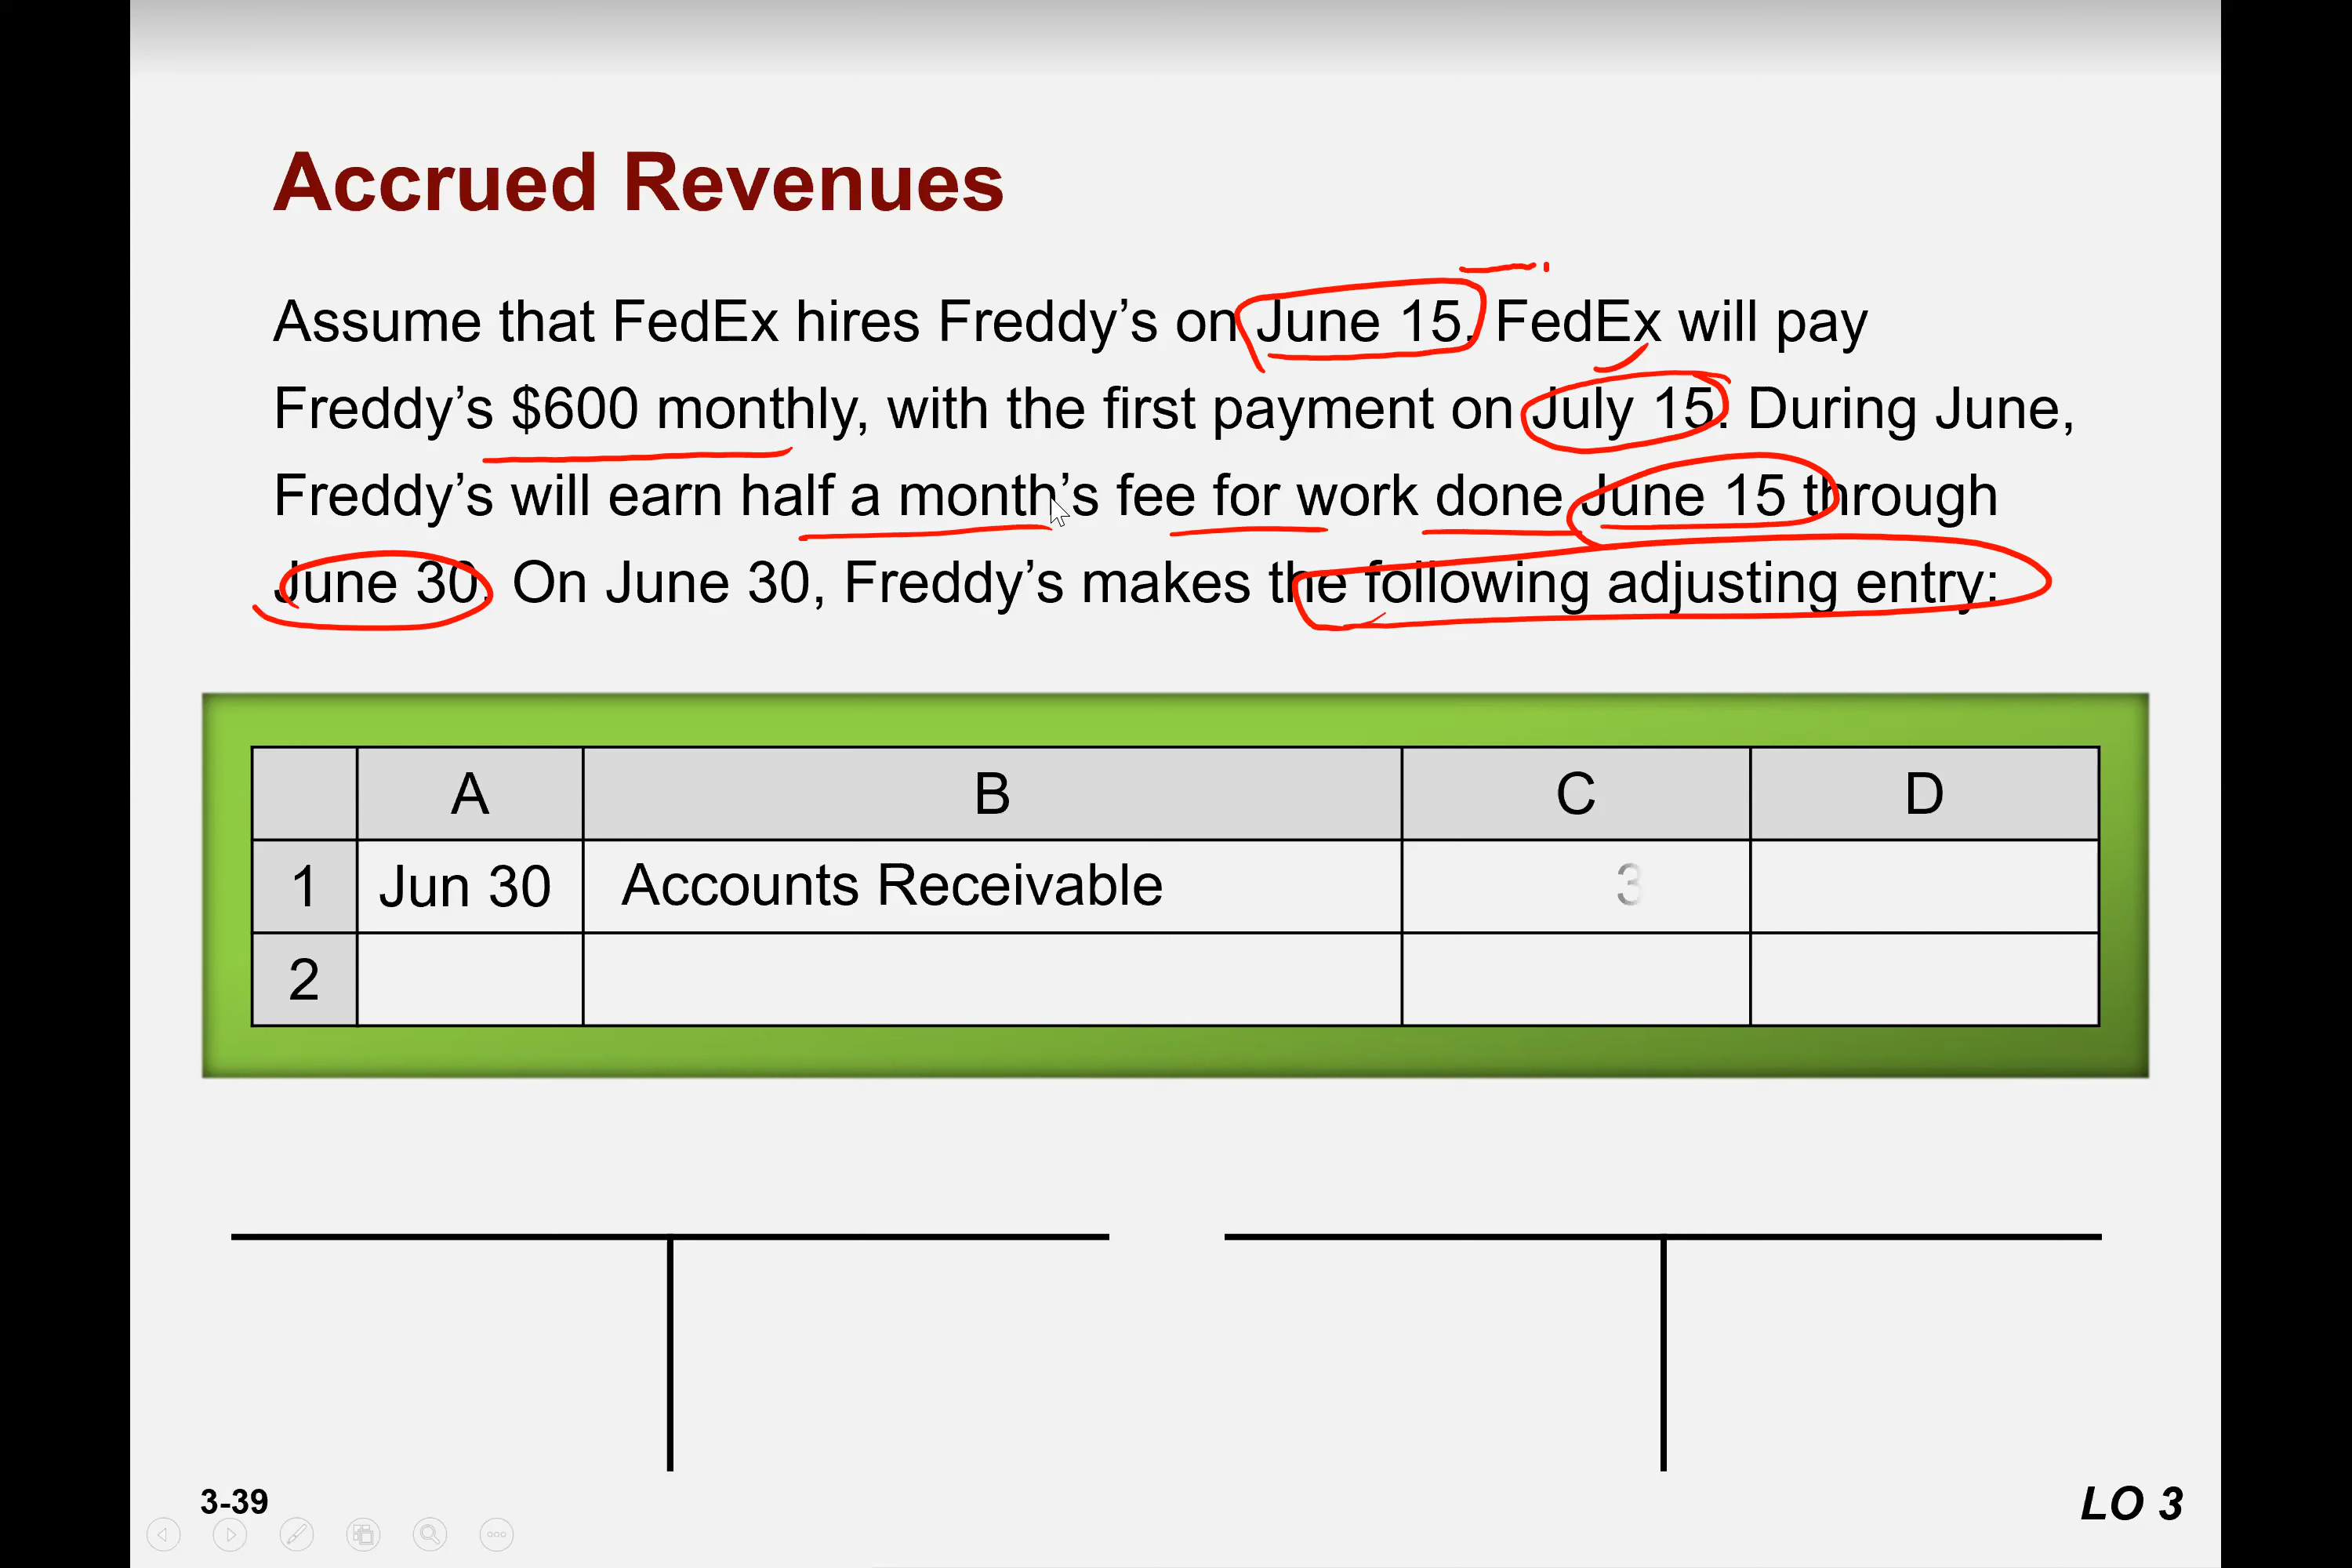 Accrued Revenues
Assume that FedEx hires Freddy’s on June 15. FedEx will pay
Freddy’s $600 monthly, with the first payment on July 15. During June,
Freddy’s will earn half a month’s fee for work done June 15 through
June 30. On June 30, Freddy’s makes the following adjusting entry:
A B C D
1 Jun 30 Accounts Receivable 3
2
3-39
LO 3